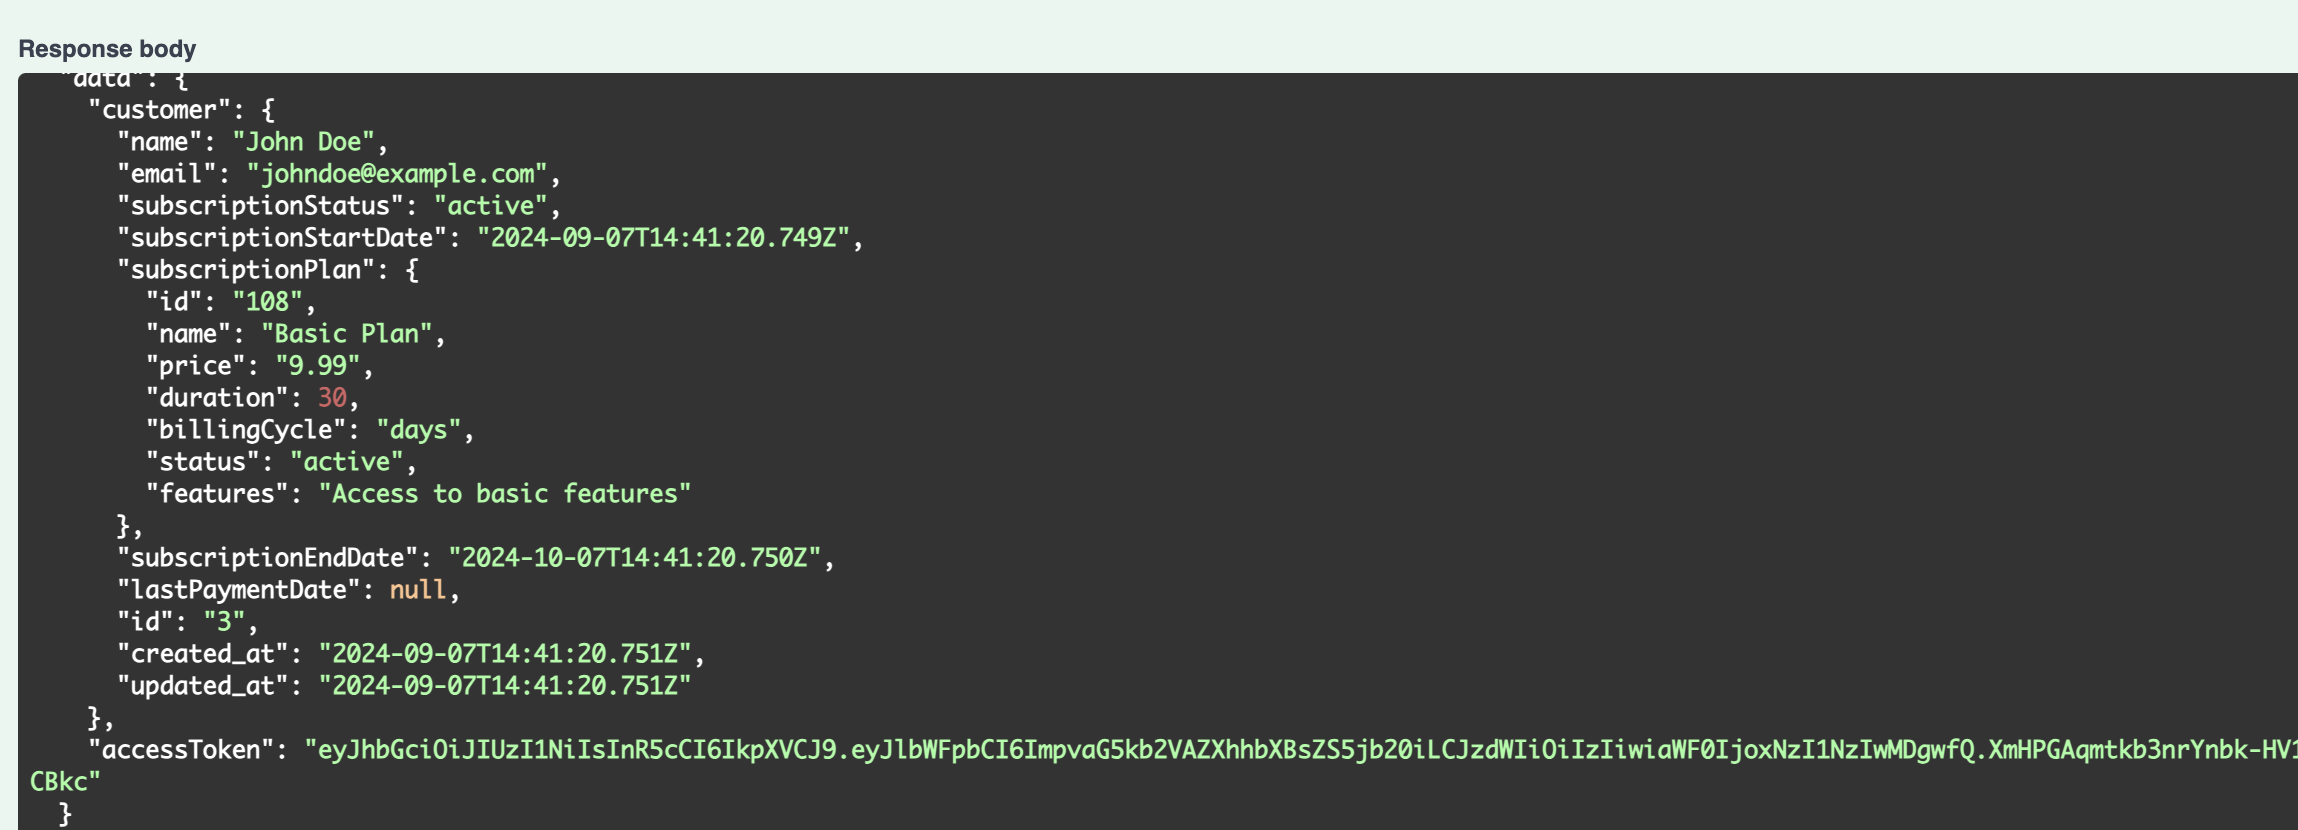 Response body
"data": {
"customer": {
"name": "John Doe",
"email": "johndoe@example.com",
"subscriptionStatus": "active",
"subscriptionStartDate": "2024-09-07T14:41:20.749Z",
"subscriptionPlan": {
"id": "108",
"name": "Basic Plan",
"price": "9.99",
"duration": 30,
"billingCycle": "days",
"status": "active",
"features": "Access to basic features"
},
"subscriptionEndDate": "2024-10-07T14:41:20.750Z",
"lastPaymentDate": null,
"id": "3",
"created_at": "2024-09-07T14:41:20.751Z",
"updated_at": "2024-09-07T14:41:20.751Z"
},
"accessToken": "eyJhbGciOiJIUzI1NiIsInR5cCI6IkpXVCJ9.eyJlbWFpbCI6ImpvaG5kb2VAZXhhbXBsZS5jb20iLCJzdWIiOiIzIiwiaWF0IjoxNzI1NzIwMDgwfQ.XmHPGAqmtkb3nrYnbk-HV1
CBkc"
}